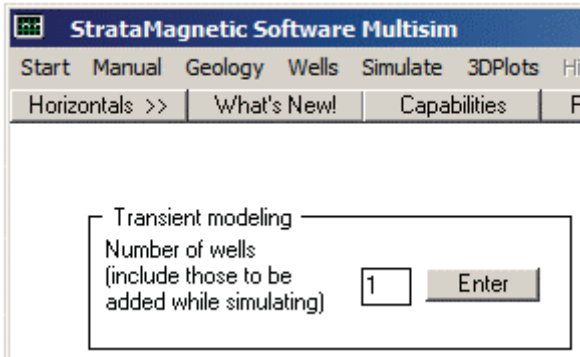 StrataMagnetic Software Multisim
Start Manual Geology Wells Simulate 3DPlots
Horizontals >> What's New! Capabilities
Transient modeling
Number of wells
(include those to be
added while simulating)
1 Enter